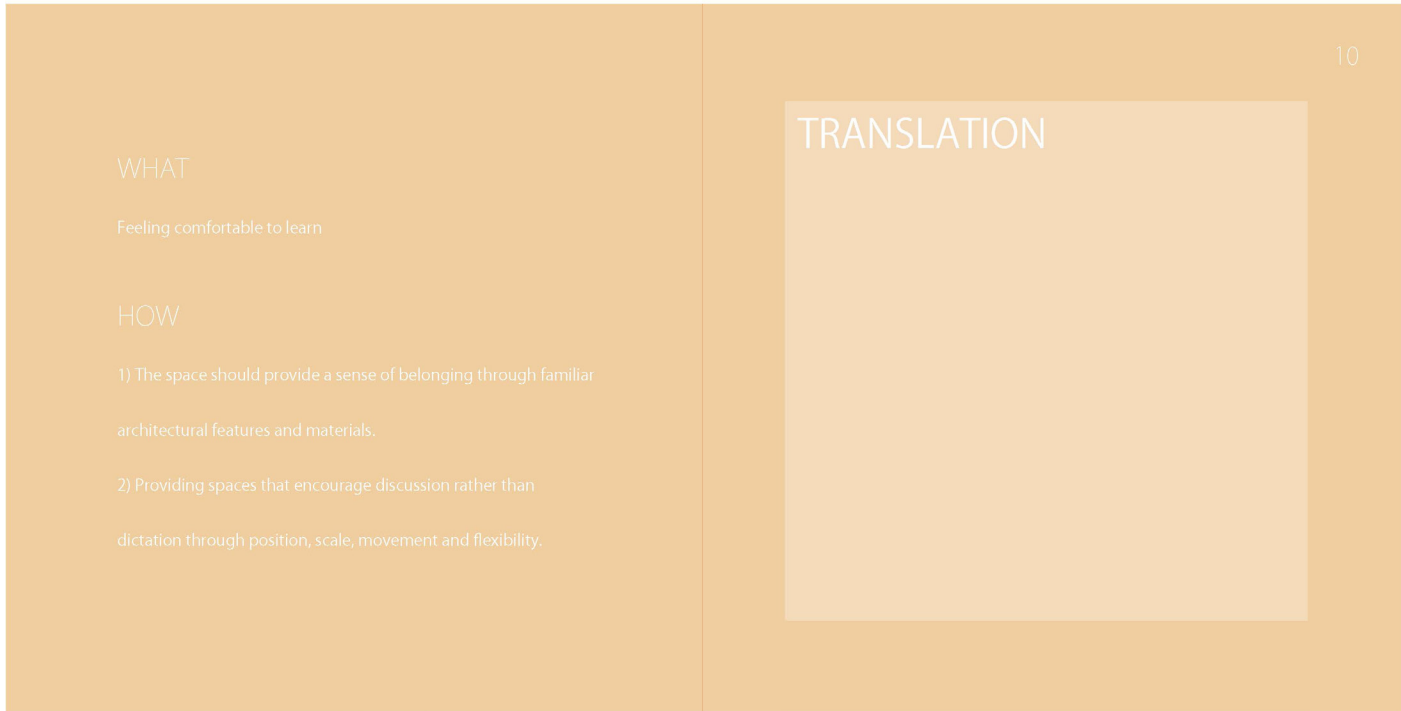 WHAT
Feeling comfortable to learn
HOW
1) The space should provide a sense of belonging through familiar
architectural features and materials.
2) Providing spaces that encourage discussion rather than
dictation through position, scale, movement and flexibility.
10
TRANSLATION